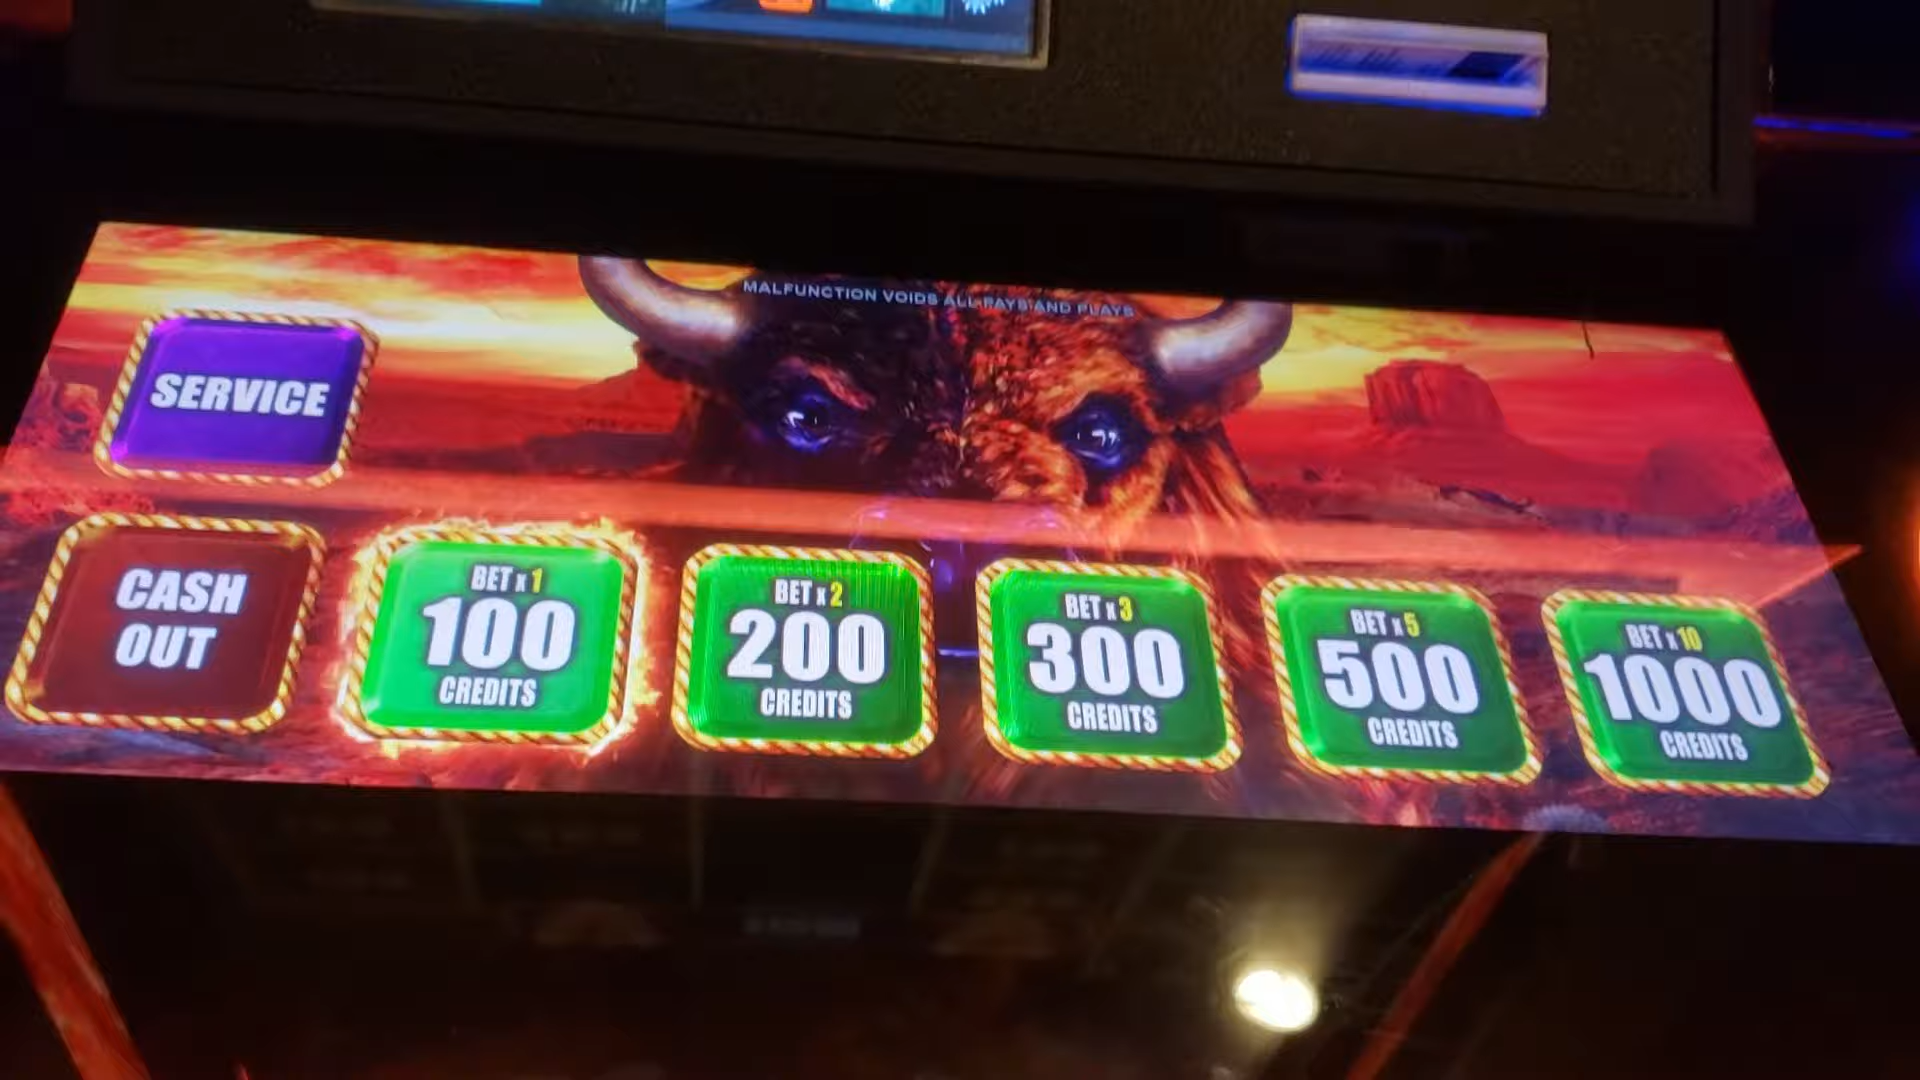 MALFUNCTION VOIDS ALL PAYS AND PLAYS
SERVICE
CASH
OUT
BET x 1
100
CREDITS
BET x 2
200
CREDITS
BET x 3
300
CREDITS
BET x 5
500
CREDITS
BET x 10
1000
CREDITS